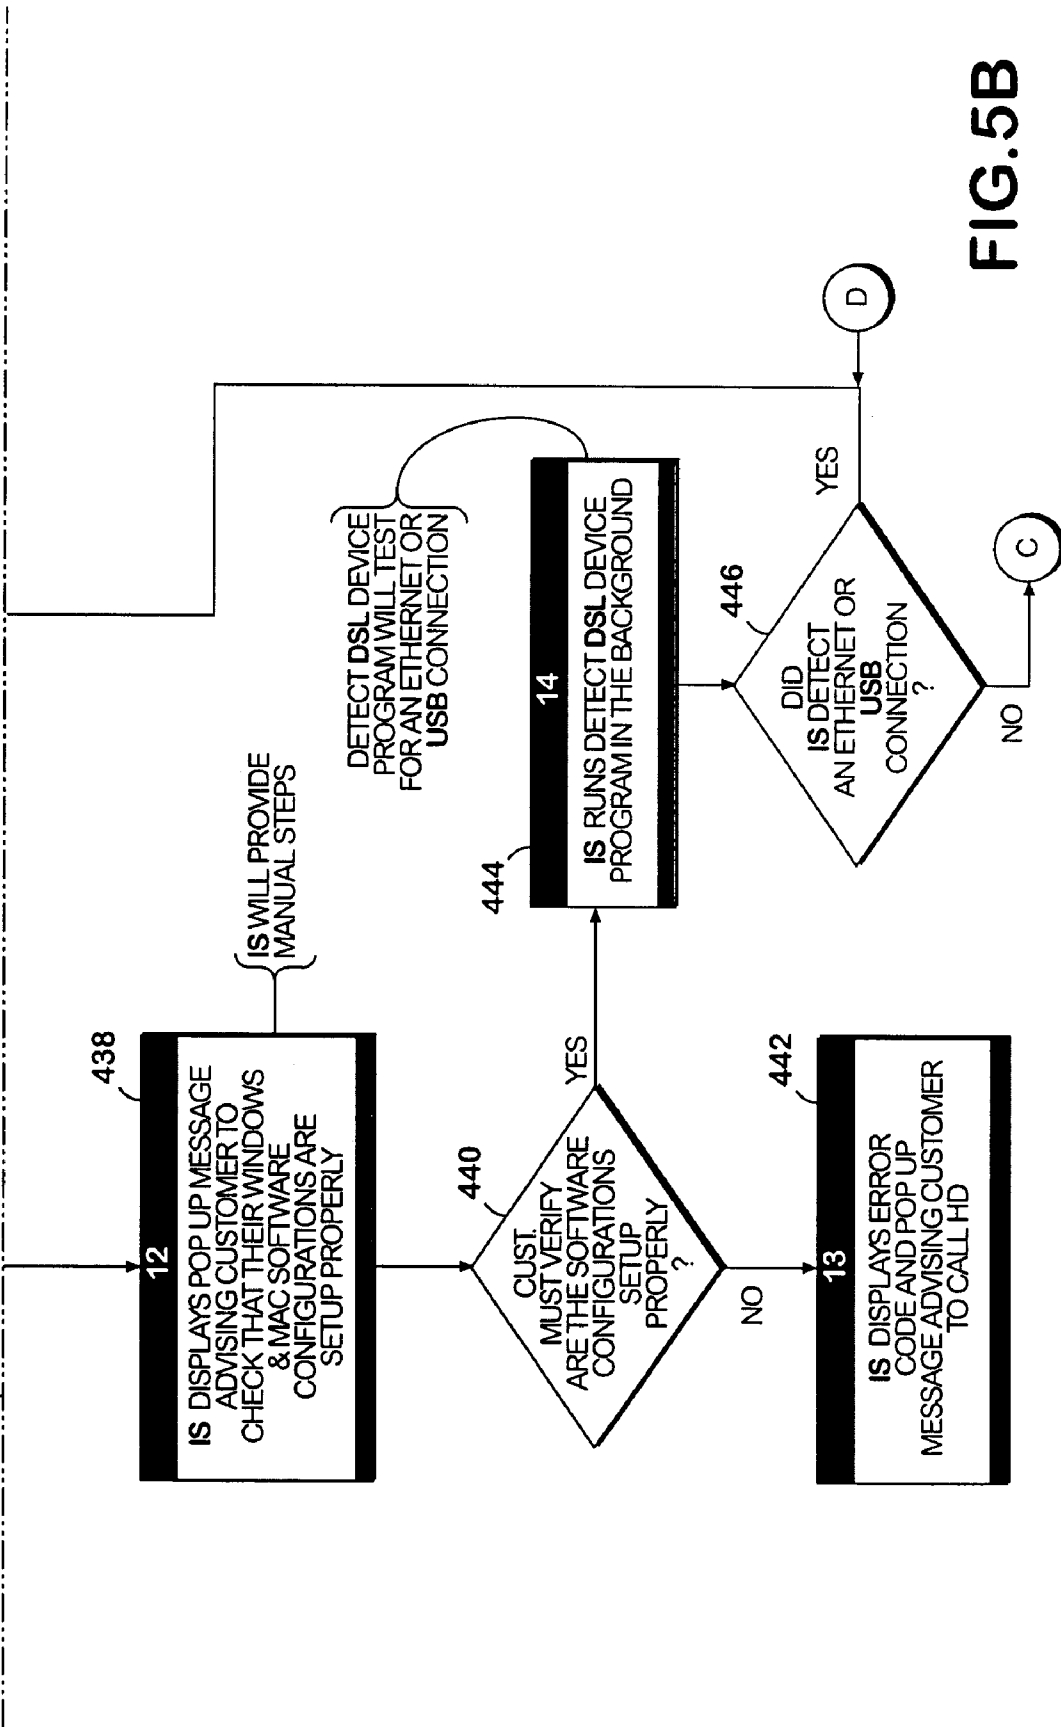 438
12
IS DISPLAYS POP UP MESSAGE
ADVISING CUSTOMER TO
CHECK THAT THEIR WINDOWS
& MAC SOFTWARE
CONFIGURATIONS ARE
SETUP PROPERLY
IS WILL PROVIDE
MANUAL STEPS
440
CUST.
MUST VERIFY
ARE THE SOFTWARE
CONFIGURATIONS
SETUP
PROPERLY
?
YES
NO
442
13
IS DISPLAYS ERROR
CODE AND POP UP
MESSAGE ADVISING CUSTOMER
TO CALL HD
DETECT DSL DEVICE
PROGRAM WILL TEST
FOR AN ETHERNET OR
USB CONNECTION
444
14
IS RUNS DETECT DSL DEVICE
PROGRAM IN THE BACKGROUND
446
DID
IS DETECT
AN ETHERNET OR
USB
CONNECTION
?
YES
NO
D
C
FIG.5B